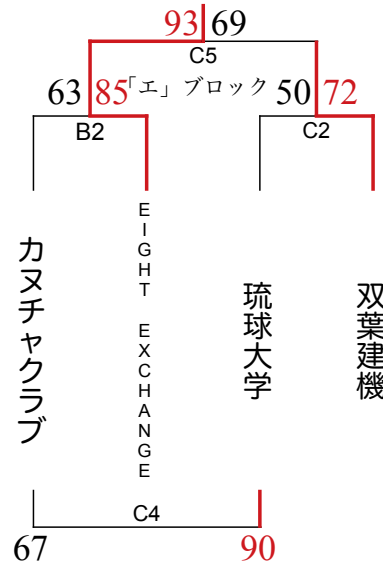 93 69
C5
「エ」ブロック
63 85
50 72
B2
C2
カヌチャクラブ
EIGHT EXCHANGE
琉球大学
双葉建機
C4
67
90